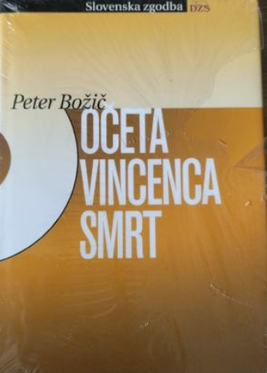 Slovenska zgodba DZS
Peter Božič
OČETA
VINCENCA
SMRT